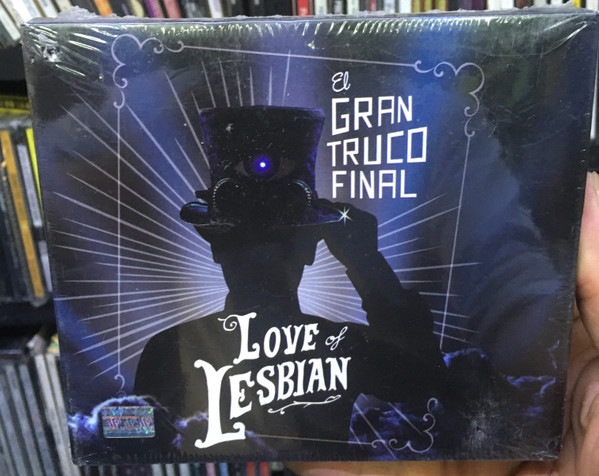 El
GRAN
TRUCO
FINAL
LOVE of
LESBIAN